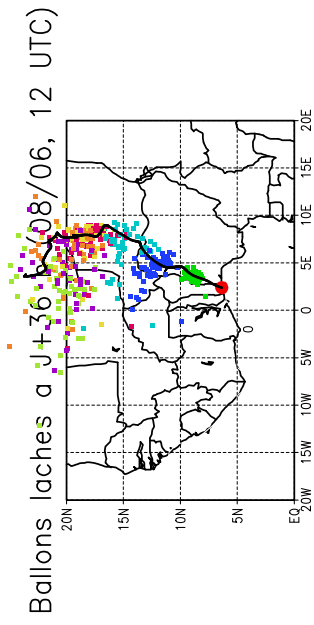 Ballons laches a J+36 /08/06, 12 UTC)
20N
15N
10N
5N
EQ
20W 15W 10W 5W 0 5E 10E 15E 20E
0